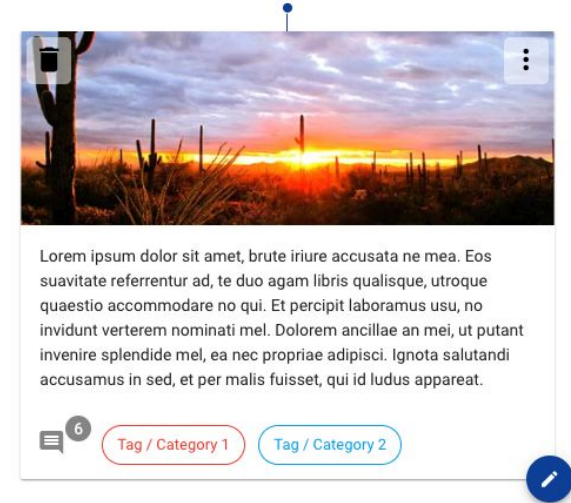 Lorem ipsum dolor sit amet, brute iriure accusata ne mea. Eos
suavitate referrentur ad, te duo agam libris qualisque, utroque
quaestio accommodare no qui. Et percipit laboramus usu, no
invidunt verterem nominati mel. Dolorem ancillae an mei, ut putant
invenire splendide mel, ea nec propriae adipisci. Ignota salutandi
accusamus in sed, et per malis fuisset, qui id ludus appareat.
6
Tag / Category 1 Tag / Category 2